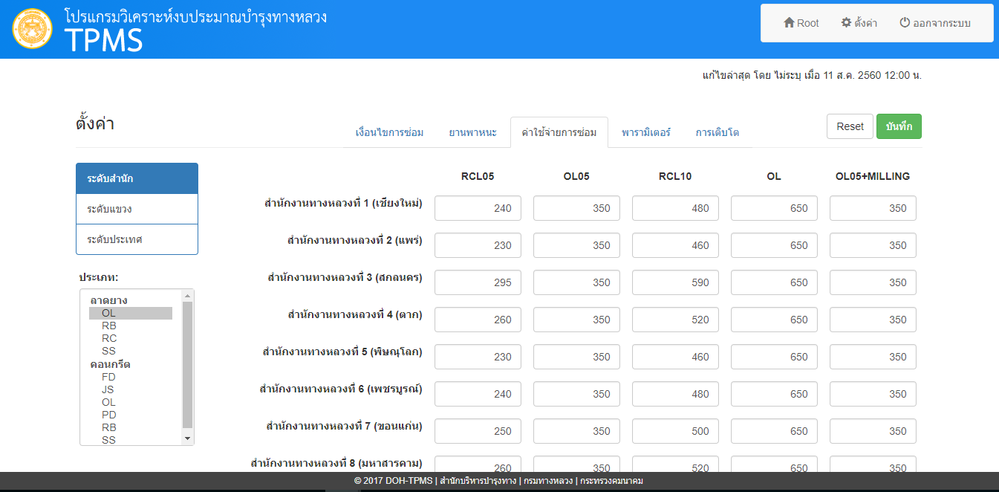 โปรแกรมวิเคราะห์งบประมาณบำรุงทางหลวง
TPMS
Root ตั้งค่า ออกจากระบบ
แก้ไขล่าสุด โดย ไม่ระบุ เมื่อ 11 ส.ค. 2560 12:00 น.
ตั้งค่า
เงื่อนไขการซ่อม ยานพาหนะ ค่าใช้จ่ายการซ่อม พารามิเตอร์ การเติบโต
Reset บันทึก
ระดับสำนัก
ระดับแขวง
ระดับประเทศ
ประเภท:
ลาดยาง
OL
RB
RC
SS
คอนกรีต
FD
JS
OL
PD
RB
SS
RCL05 OL05 RCL10 OL OL05+MILLING
สำนักงานทางหลวงที่ 1 (เชียงใหม่) 240 350 480 650 350
สำนักงานทางหลวงที่ 2 (แพร่) 230 350 460 650 350
สำนักงานทางหลวงที่ 3 (สกลนคร) 295 350 590 650 350
สำนักงานทางหลวงที่ 4 (ตาก) 260 350 520 650 350
สำนักงานทางหลวงที่ 5 (พิษณุโลก) 230 350 460 650 350
สำนักงานทางหลวงที่ 6 (เพชรบูรณ์) 240 350 480 650 350
สำนักงานทางหลวงที่ 7 (ขอนแก่น) 250 350 500 650 350
สำนักงานทางหลวงที่ 8 (มหาสารคาม) 260 350 520 650 350
© 2017 DOH-TPMS | สำนักบริหารบำรุงทาง | กรมทางหลวง | กระทรวงคมนาคม